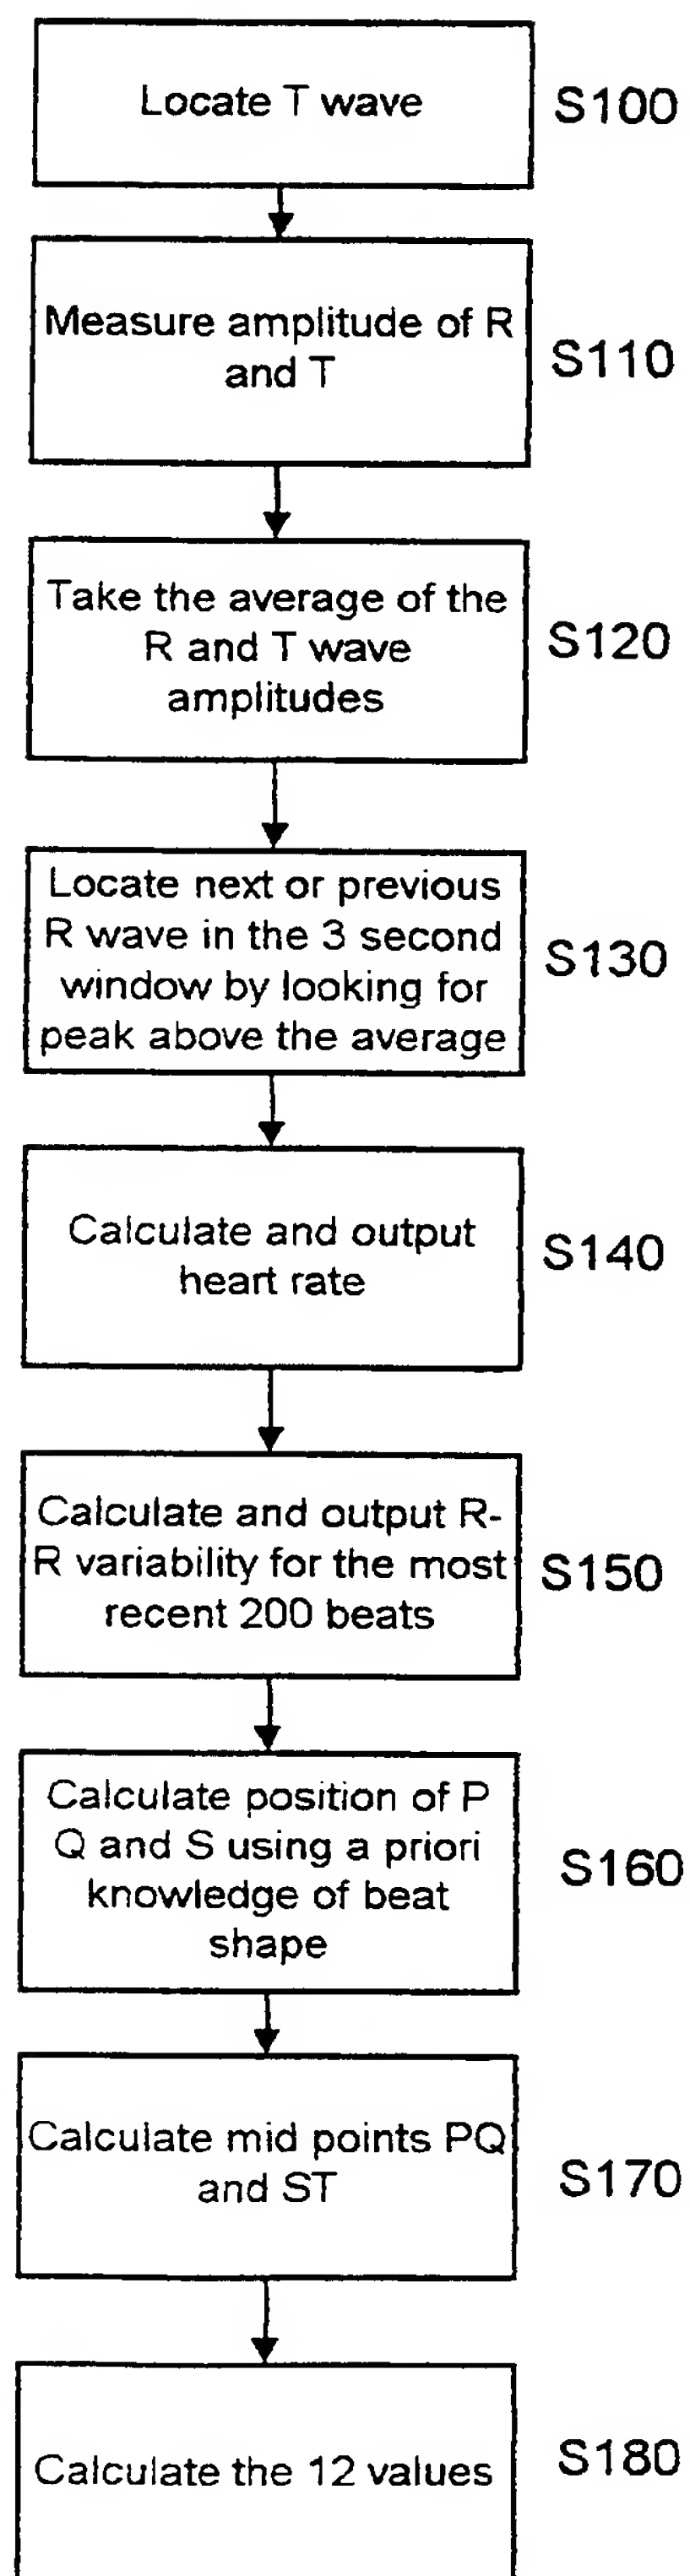 Locate T wave
S100
Measure amplitude of R
and T
S110
Take the average of the
R and T wave
amplitudes
S120
Locate next or previous
R wave in the 3 second
window by looking for
peak above the average
S130
Calculate and output
heart rate
S140
Calculate and output R-
R variability for the most
recent 200 beats
S150
Calculate position of P
Q and S using a priori
knowledge of beat
shape
S160
Calculate mid points PQ
and ST
S170
Calculate the 12 values
S180